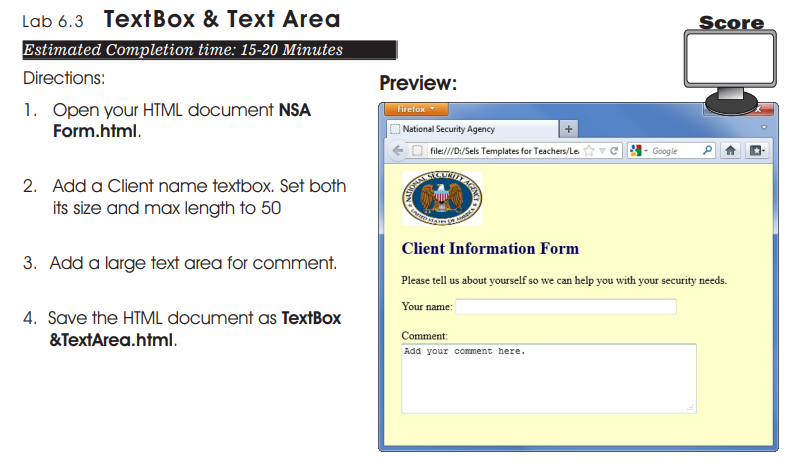 Lab 6.3 TextBox & Text Area
Score
Estimated Completion time: 15-20 Minutes
Directions:
Preview:
1. Open your HTML document NSA
Form.html.
2. Add a Client name textbox. Set both
its size and max length to 50
3. Add a large text area for comment.
4. Save the HTML document as TextBox
&TextArea.html.
Firefox
National Security Agency
file:///D:/Sels Templates for Teachers/Le
Google
NATIONAL SECURITY AGENCY
UNITED STATES OF AMERICA
Client Information Form
Please tell us about yourself so we can help you with your security needs.
Your name:
Comment:
Add your comment here.